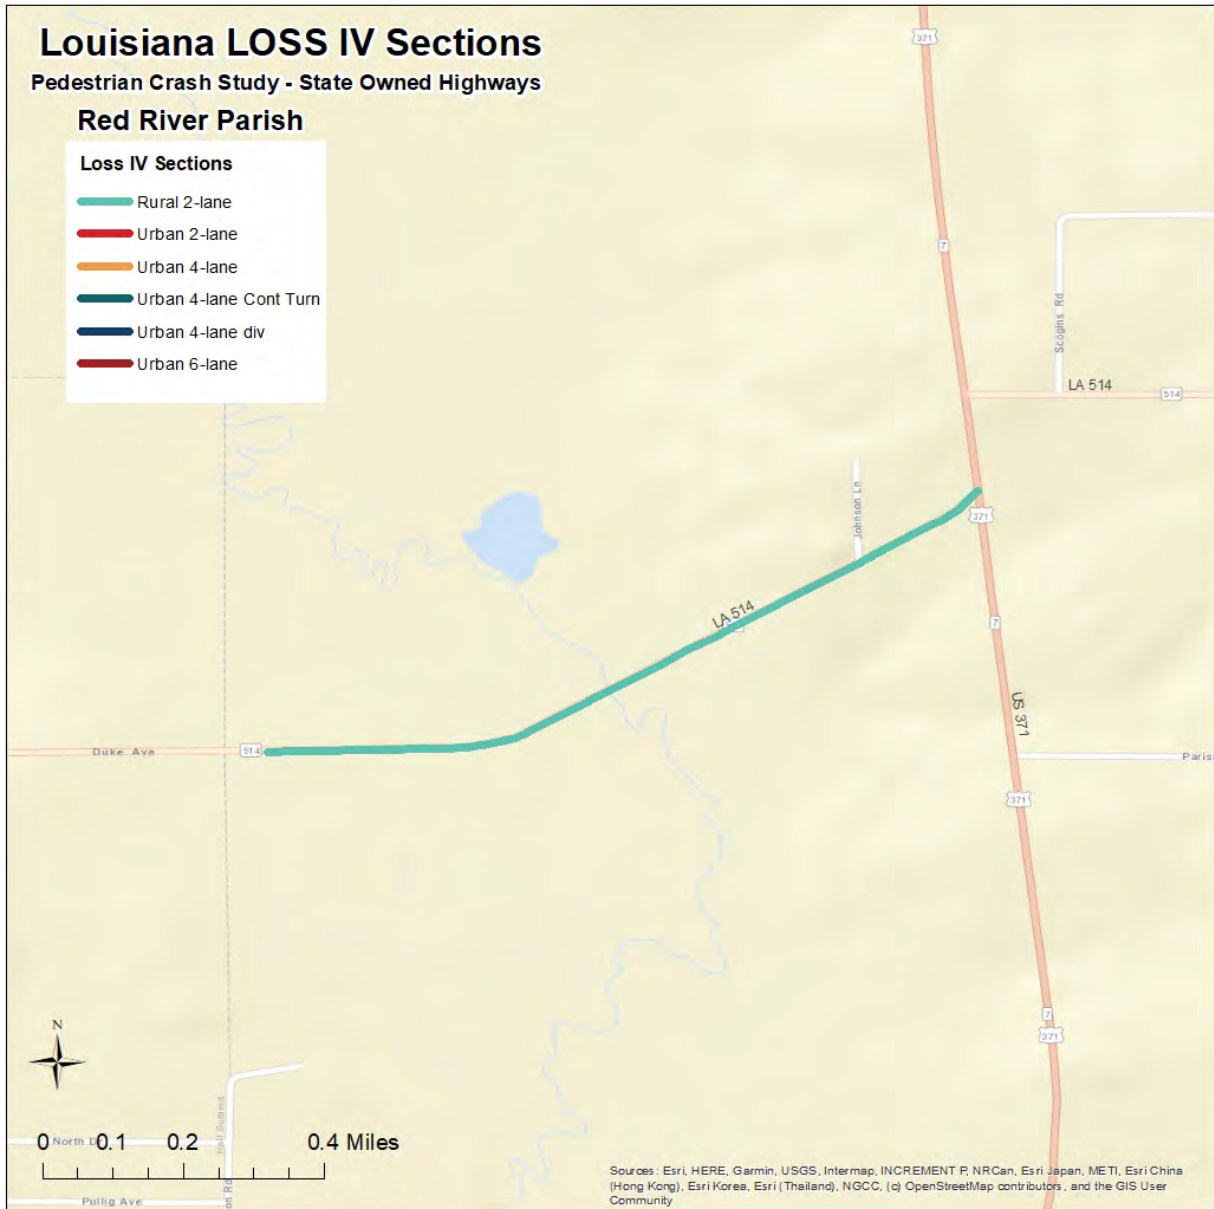 Louisiana LOSS IV Sections
Pedestrian Crash Study - State Owned Highways
Red River Parish
Loss IV Sections
Rural 2-lane
Urban 2-lane
Urban 4-lane
Urban 4-lane Cont Turn
Urban 4-lane div
Urban 6-lane
371
7
Scogins Rd
LA 514
514
Johnson Ln
371
LA 514
7
US 371
Duke Ave
514
371
7
371
N
Hall Summit
North
0 0.1 0.2 0.4 Miles
on Rd
Pullig Ave
Sources: Esri, HERE, Garmin, USGS, Intermap, INCREMENT P, NRCan, Esri Japan, METI, Esri China
(Hong Kong), Esri Korea, Esri (Thailand), NGCC, (c) OpenStreetMap contributors, and the GIS User
Community